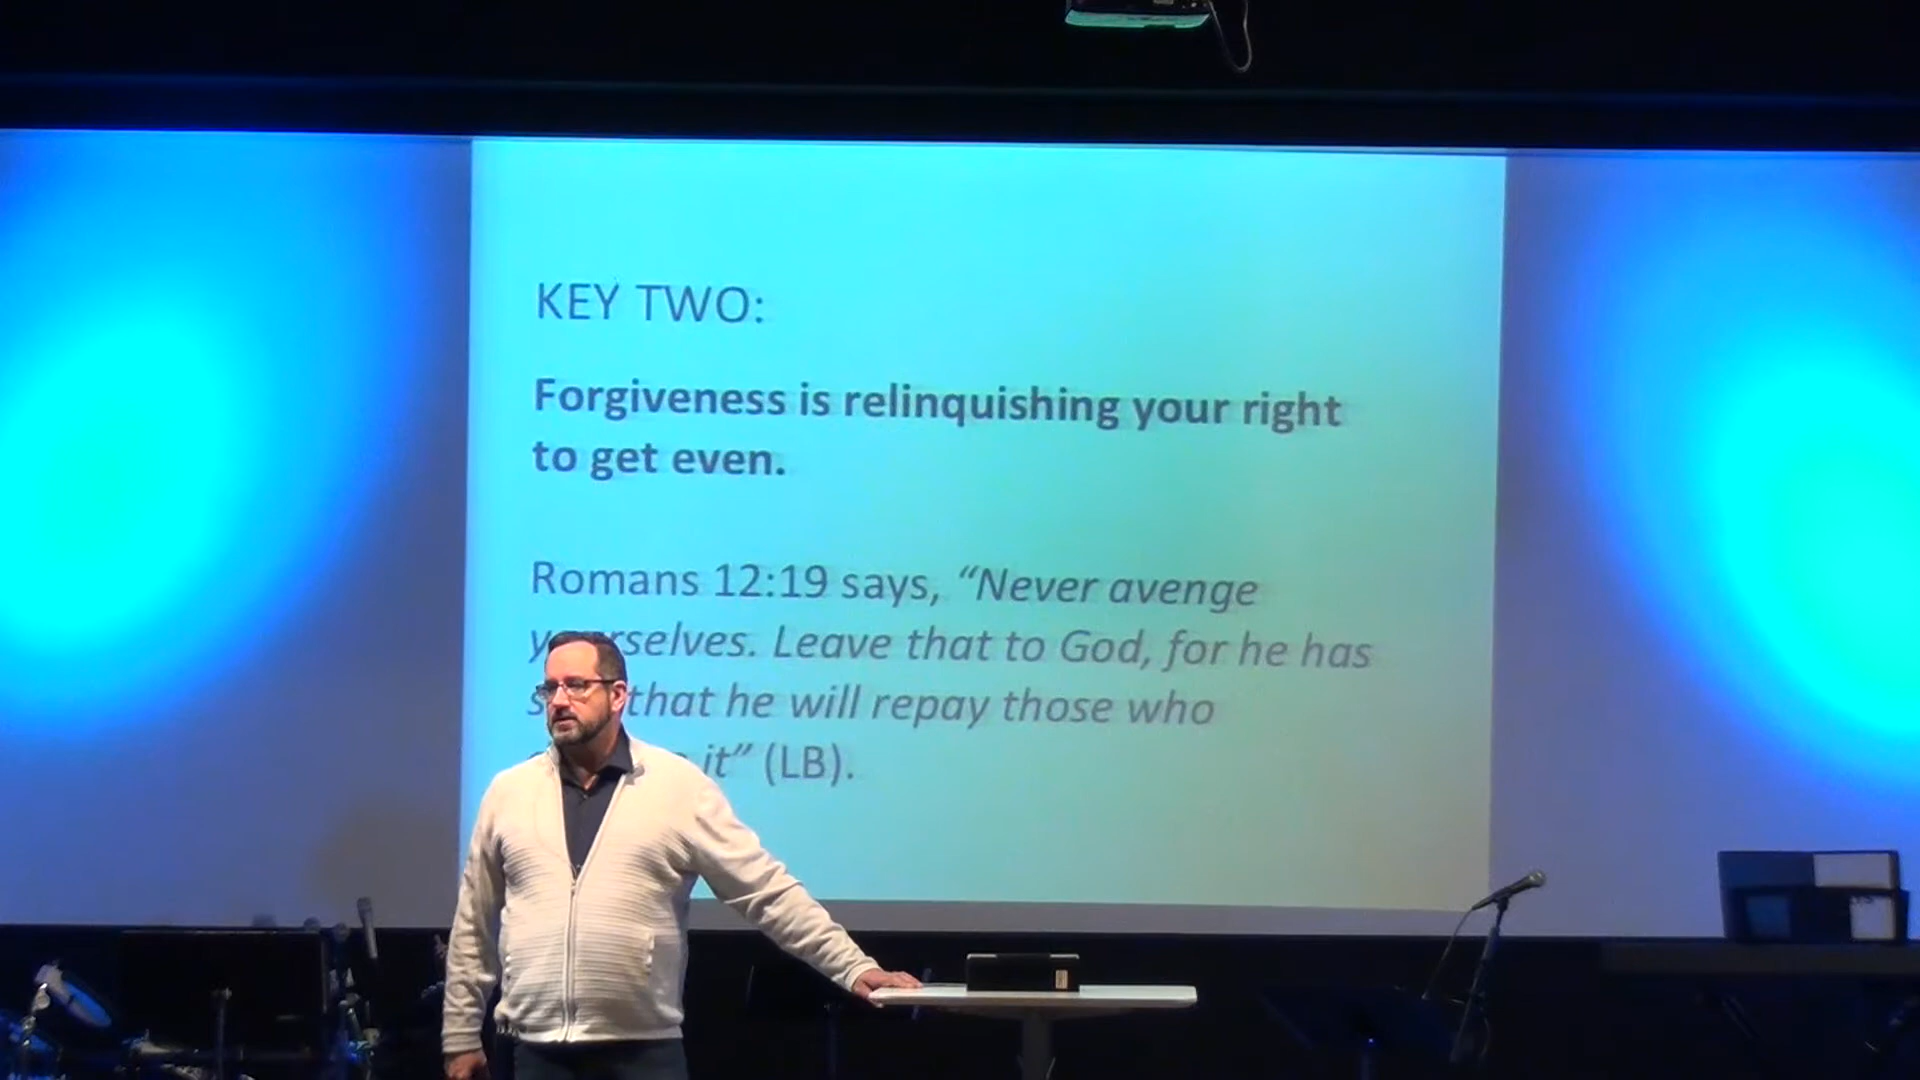 KEY TWO:
Forgiveness is relinquishing your right
to get even.
Romans 12:19 says, “Never avenge
yourselves. Leave that to God, for he has
that he will repay those who
it” (LB).